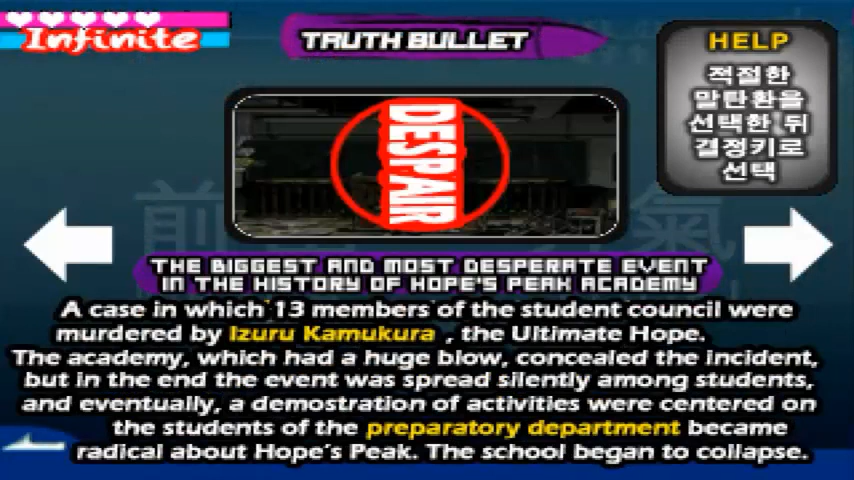 Infinite
TRUTH BULLET
HELP
적절한
말탄환을
선택한 뒤
결정키로
선택
DESPAIR
THE BIGGEST AND MOST DESPERATE EVENT
IN THE HISTORY OF HOPE'S PEAK ACADEMY
A case in which 13 members of the student council were
murdered by Izuru Kamukura , the Ultimate Hope.
The academy, which had a huge blow, concealed the incident,
but in the end the event was spread silently among students,
and eventually, a demostration of activities were centered on
the students of the preparatory department became
radical about Hope's Peak. The school began to collapse.